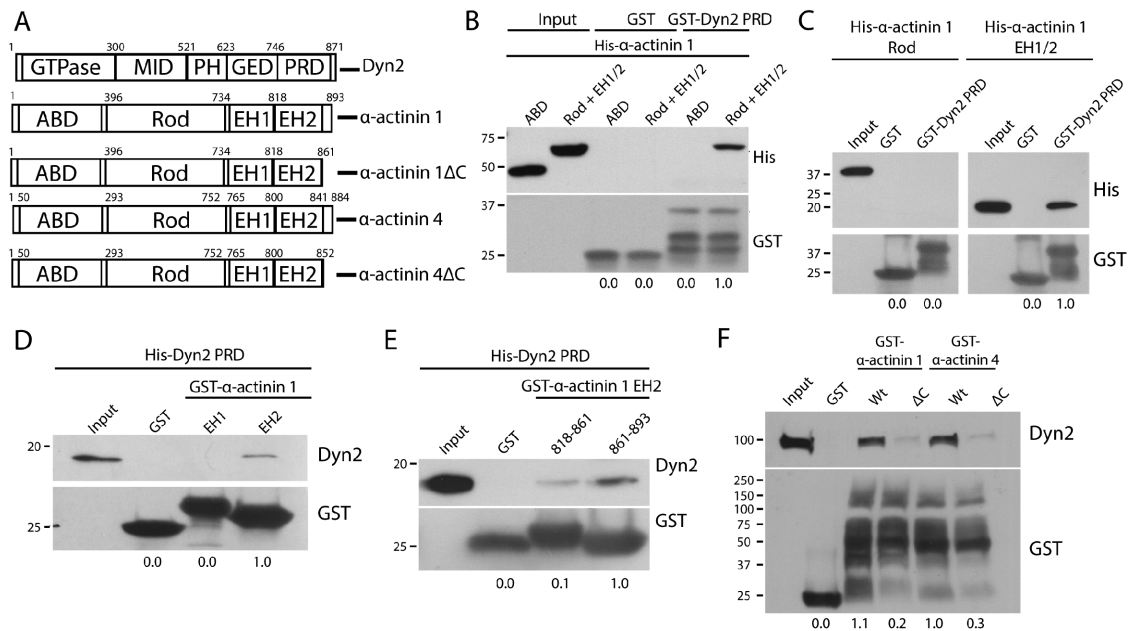 A
1 300 521 623 746 871
GTPase MID PH GED PRD Dyn2
1 396 734 818 893
ABD Rod EH1 EH2 α-actinin 1
1 396 734 818 861
ABD Rod EH1 EH2 α-actinin 1ΔC
1 50 293 752 765 800 841 884
ABD Rod EH1 EH2 α-actinin 4
1 50 293 752 765 800 852
ABD Rod EH1 EH2 α-actinin 4ΔC
B
Input GST GST-Dyn2 PRD
His-α-actinin 1
ABD Rod + EH1/2 ABD Rod + EH1/2 ABD Rod + EH1/2
75
50
His
37
25
GST
0.0 0.0 0.0 1.0
C
His-α-actinin 1 His-α-actinin 1
Rod EH1/2
Input GST GST-Dyn2 PRD Input GST GST-Dyn2 PRD
37 37
25 25
20 20
His
37 37
25 25
GST
0.0 0.0 0.0 1.0
D
His-Dyn2 PRD
GST-α-actinin 1
Input GST EH1 EH2
20
Dyn2
25
GST
0.0 0.0 1.0
E
His-Dyn2 PRD
GST-α-actinin 1 EH2
Input GST 818-861 861-893
20
Dyn2
25
GST
0.0 0.1 1.0
F
GST- GST-
α-actinin 1 α-actinin 4
Input GST Wt ΔC Wt ΔC
100
Dyn2
250
150
100
75
50
37
25
GST
0.0 1.1 0.2 1.0 0.3